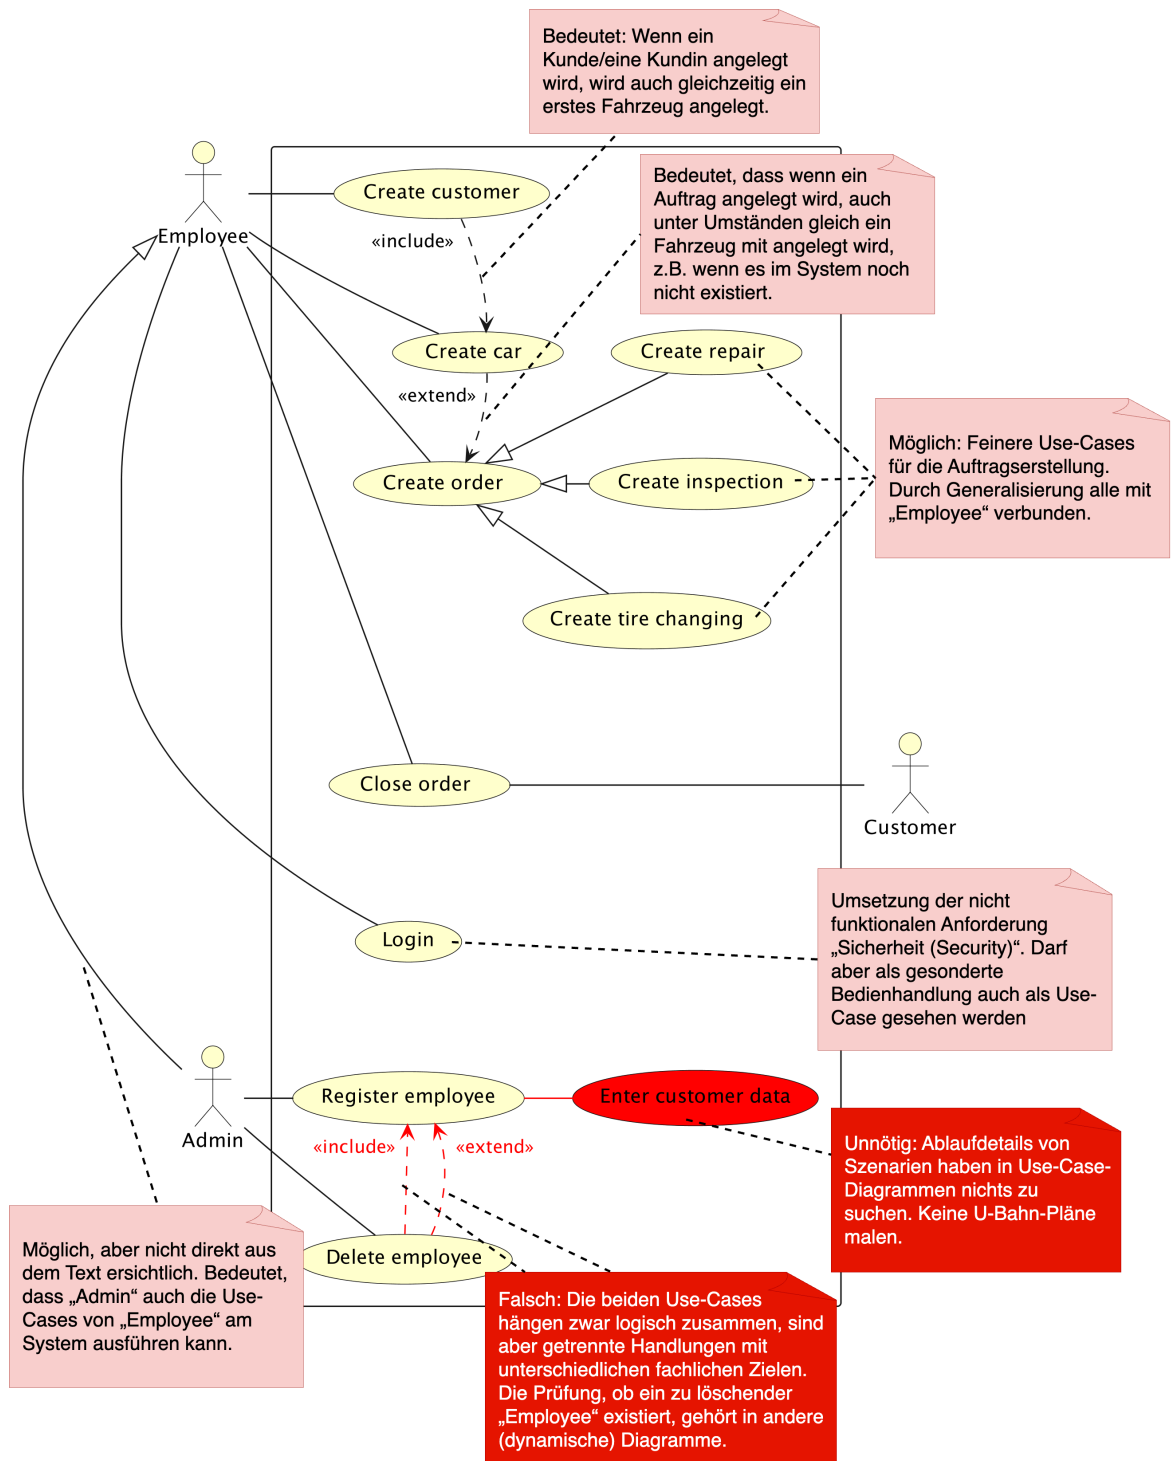 Bedeutet: Wenn ein
Kunde/eine Kundin angelegt
wird, wird auch gleichzeitig ein
erstes Fahrzeug angelegt.
Employee
Create customer
«include»
Bedeutet, dass wenn ein
Auftrag angelegt wird, auch
unter Umständen gleich ein
Fahrzeug mit angelegt wird,
z.B. wenn es im System noch
nicht existiert.
Create car
Create repair
«extend»
Create order
Create inspection
Möglich: Feinere Use-Cases
für die Auftragserstellung.
Durch Generalisierung alle mit
„Employee“ verbunden.
Create tire changing
Close order
Customer
Login
Umsetzung der nicht
funktionalen Anforderung
„Sicherheit (Security)“. Darf
aber als gesonderte
Bedienhandlung auch als Use-
Case gesehen werden
Admin
Register employee
Enter customer data
«include»
«extend»
Unnötig: Ablaufdetails von
Szenarien haben in Use-Case-
Diagrammen nichts zu
suchen. Keine U-Bahn-Pläne
malen.
Delete employee
Möglich, aber nicht direkt aus
dem Text ersichtlich. Bedeutet,
dass „Admin“ auch die Use-
Cases von „Employee“ am
System ausführen kann.
Falsch: Die beiden Use-Cases
hängen zwar logisch zusammen, sind
aber getrennte Handlungen mit
unterschiedlichen fachlichen Zielen.
Die Prüfung, ob ein zu löschender
„Employee“ existiert, gehört in andere
(dynamische) Diagramme.